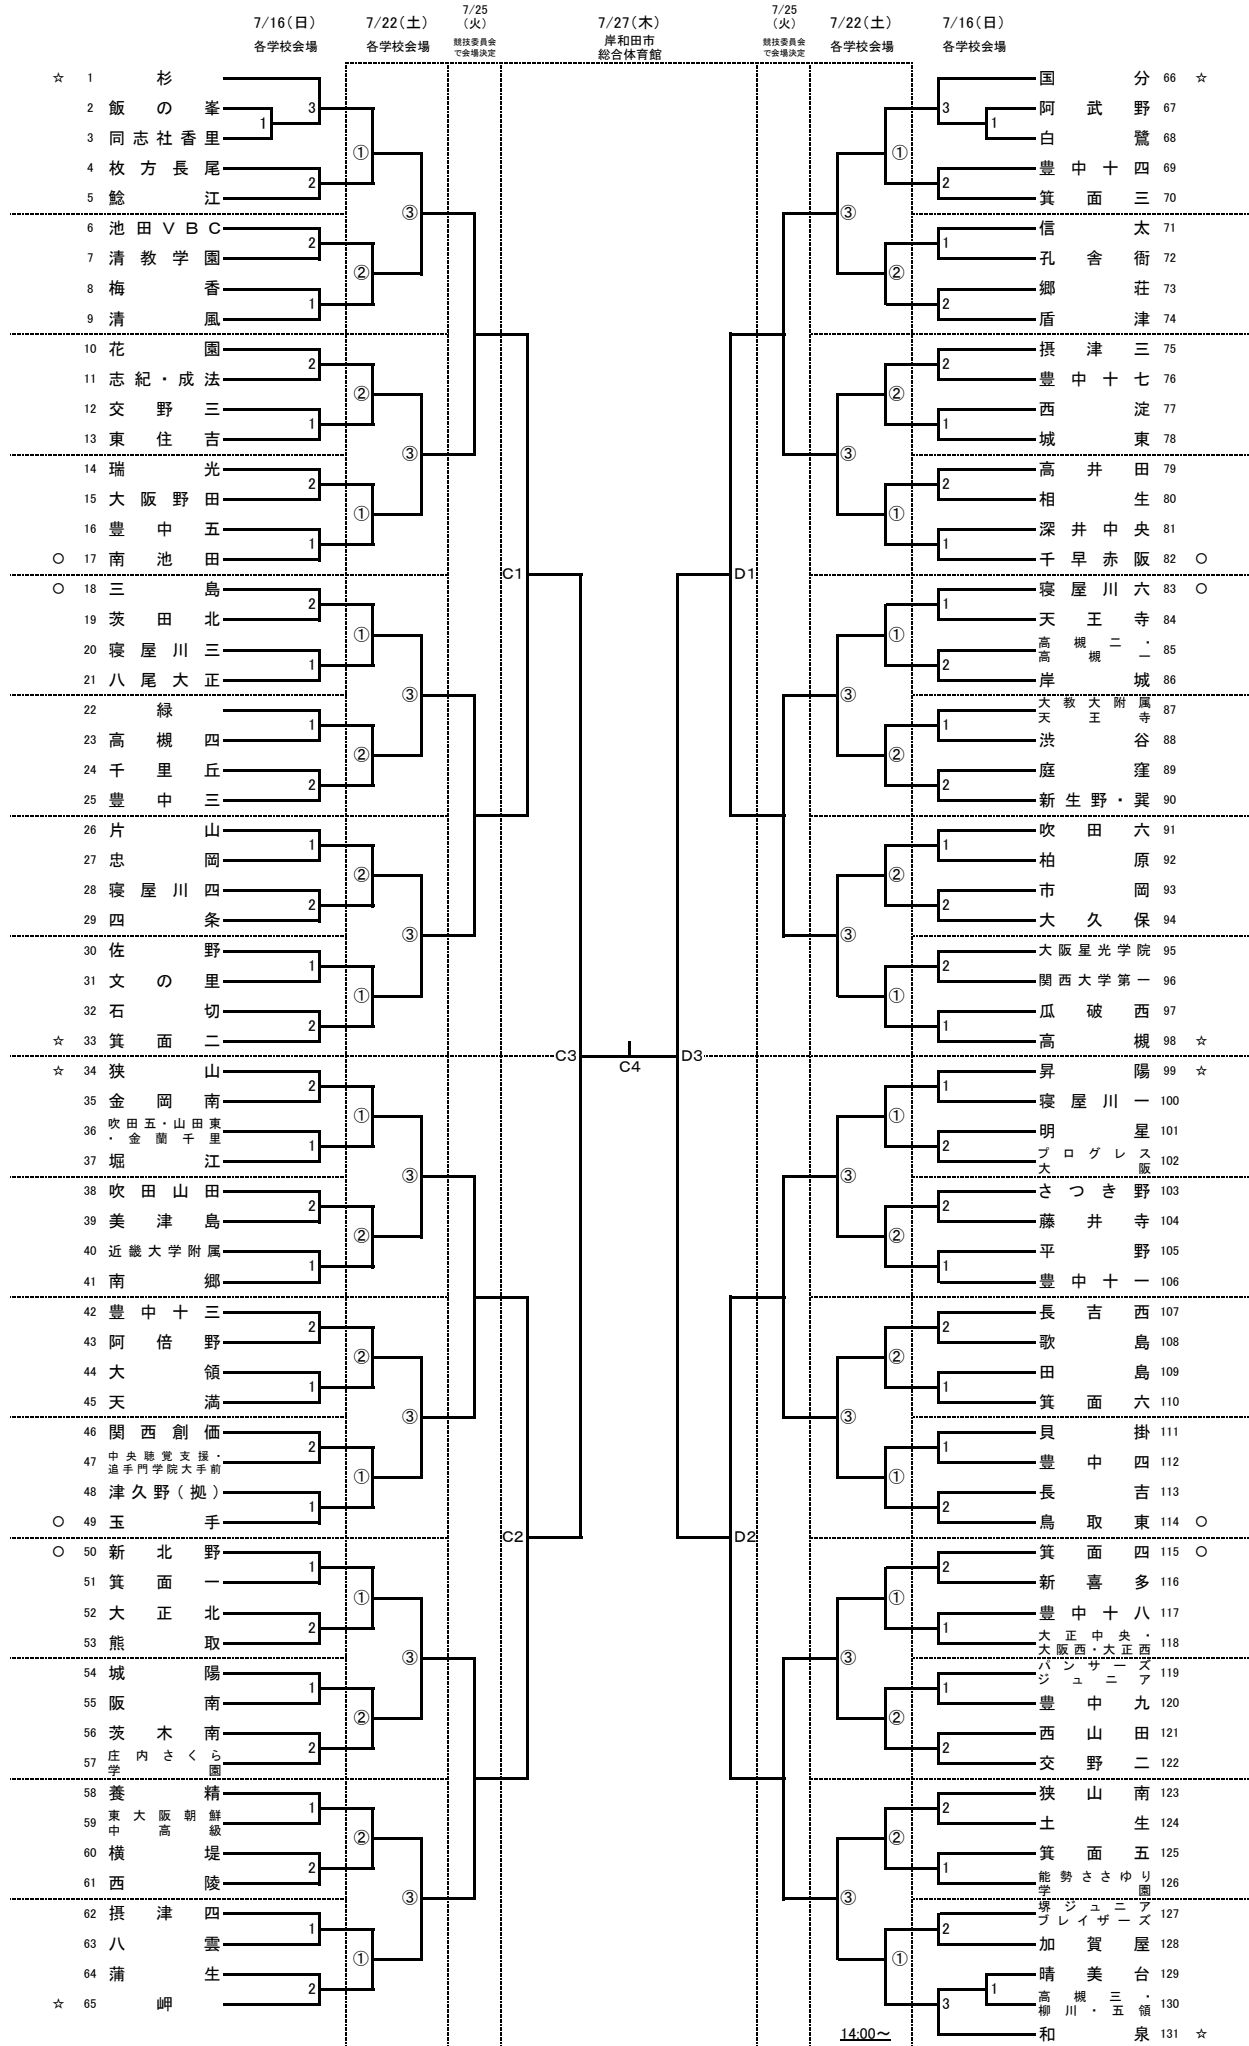 7/16(日) 7/22(土) 7/25(火) 7/27(木) 7/25(火) 7/22(土) 7/16(日)
各学校会場 各学校会場 競技委員会で会場決定 岸和田市総合体育館 競技委員会で会場決定 各学校会場 各学校会場
☆ 1 杉
2 飯の峯
3 同志社香里
4 枚方長尾
5 鯰江
6 池田VBC
7 清教学園
8 梅香
9 清風
10 花園
11 志紀・成法
12 交野三
13 東住吉
14 瑞光
15 大阪野田
16 豊中五
○ 17 南池田
○ 18 三島
19 茨田北
20 寝屋川三
21 八尾大正
22 緑
23 高槻四
24 千里丘
25 豊中三
26 片山
27 忠岡
28 寝屋川四
29 四条
30 佐野
31 文の里
32 石切
☆ 33 箕面二
☆ 34 狭山
35 金岡南
36 吹田五・山田東・金蘭千里
37 堀江
38 吹田山田
39 美津島
40 近畿大学附属
41 南郷
42 豊中十三
43 阿倍野
44 大領
45 天満
46 関西創価
47 中央聴覚支援・追手門学院大手前
48 津久野(拠)
○ 49 玉手
○ 50 新北野
51 箕面一
52 大正北
53 熊取
54 城陽
55 阪南
56 茨木南
57 庄内さくら学園
58 養精
59 東大阪朝鮮中高級
60 横堤
61 西陵
62 摂津四
63 八雲
64 蒲生
☆ 65 岬
国分 66 ☆
阿武野 67
白鷺 68
豊中十四 69
箕面三 70
信太 71
孔舎衙 72
郷荘 73
盾津 74
摂津三 75
豊中十七 76
西淀 77
城東 78
高井田 79
相生 80
深井中央 81
千早赤阪 82 ○
寝屋川六 83 ○
天王寺 84
高槻二・高槻一 85
岸城 86
大教大附属天王寺 87
渋谷 88
庭窪 89
新生野・巽 90
吹田六 91
柏原 92
市岡 93
大久保 94
大阪星光学院 95
関西大学第一 96
瓜破西 97
高槻 98 ☆
昇陽 99 ☆
寝屋川一 100
明星 101
プログレス大阪 102
さつき野 103
藤井寺 104
平野 105
豊中十一 106
長吉西 107
歌島 108
田島 109
箕面六 110
貝掛 111
豊中四 112
長吉 113
鳥取東 114 ○
箕面四 115 ○
新喜多 116
豊中十八 117
大正中央・大阪西・大正西 118
パンサーズジュニア 119
豊中九 120
西山田 121
交野二 122
狭山南 123
土生 124
箕面五 125
能勢ささゆり学園 126
堺ジュニアブレイザーズ 127
加賀屋 128
晴美台 129
高槻三・柳川・五領 130
和泉 131 ☆
C1
C2
C3
C4
D1
D2
D3
14:00～